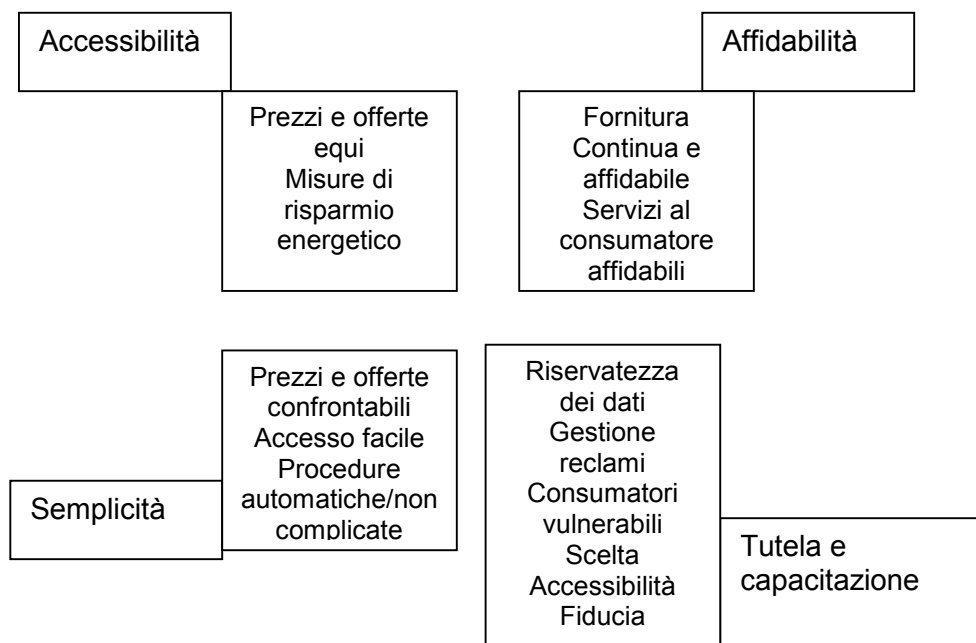 Accessibilità
Affidabilità
Prezzi e offerte
equi
Misure di
risparmio
energetico
Fornitura
Continua e
affidabile
Servizi al
consumatore
affidabili
Prezzi e offerte
confrontabili
Accesso facile
Procedure
automatiche/non
complicate
Semplicità
Riservatezza
dei dati
Gestione
reclami
Consumatori
vulnerabili
Scelta
Accessibilità
Fiducia
Tutela e
capacitazione